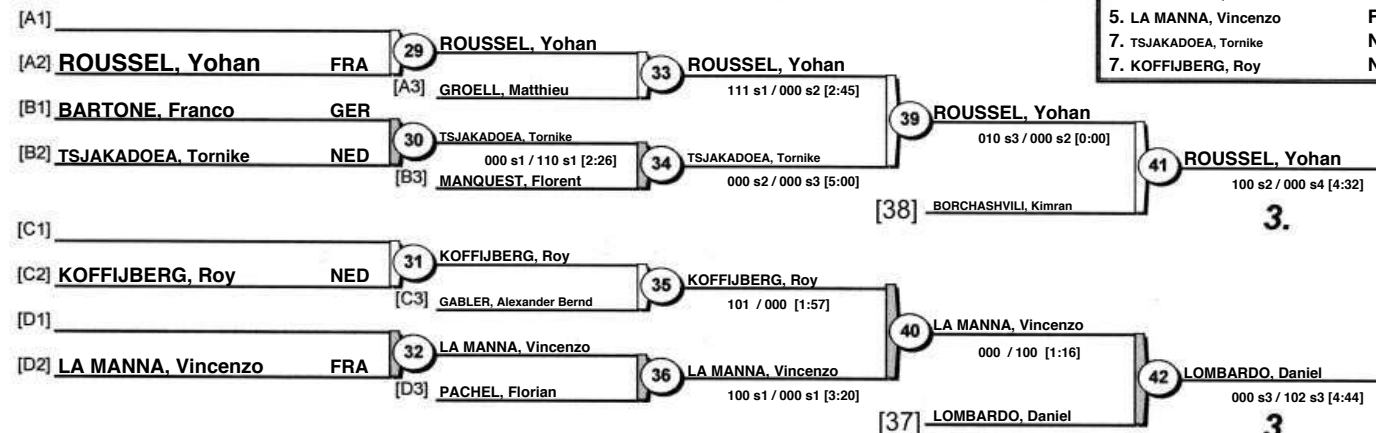 5. LA MANNA, Vincenzo F
7. TSJAKADOEA, Tornike N
7. KOFFIJBERG, Roy N
[A1]
[A2] ROUSSEL, Yohan FRA
29 ROUSSEL, Yohan
[A3] GROELL, Matthieu
33 ROUSSEL, Yohan
111 s1 / 000 s2 [2:45]
[B1] BARTONE, Franco GER
[B2] TSJAKADOEA, Tornike NED
30 TSJAKADOEA, Tornike
000 s1 / 110 s1 [2:26]
[B3] MANQUEST, Florent
34 TSJAKADOEA, Tornike
000 s2 / 000 s3 [5:00]
39 ROUSSEL, Yohan
010 s3 / 000 s2 [0:00]
[38] BORCHASHVILI, Kimran
41 ROUSSEL, Yohan
100 s2 / 000 s4 [4:32]
3.
[C1]
[C2] KOFFIJBERG, Roy NED
31 KOFFIJBERG, Roy
[C3] GABLER, Alexander Bernd
35 KOFFIJBERG, Roy
101 / 000 [1:57]
[D1]
[D2] LA MANNA, Vincenzo FRA
32 LA MANNA, Vincenzo
[D3] PACHEL, Florian
36 LA MANNA, Vincenzo
100 s1 / 000 s1 [3:20]
40 LA MANNA, Vincenzo
000 / 100 [1:16]
[37] LOMBARDO, Daniel
42 LOMBARDO, Daniel
000 s3 / 102 s3 [4:44]
3